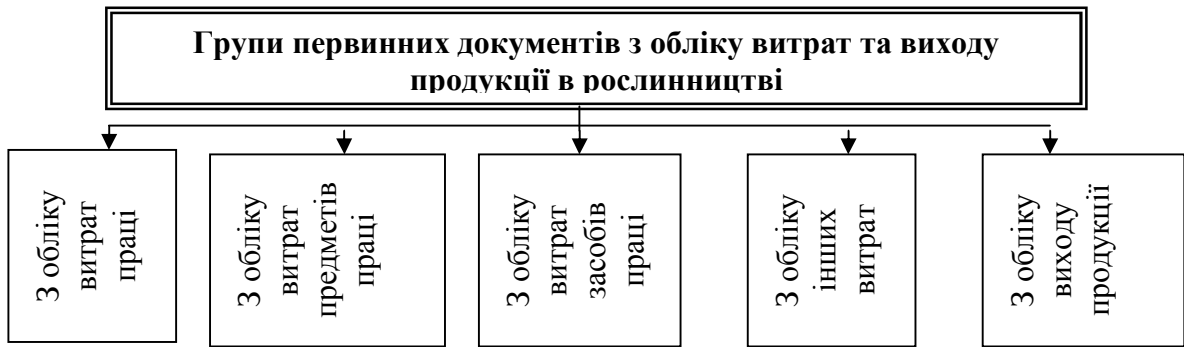 Групи первинних документів з обліку витрат та виходу
продукції в рослинництві
З обліку
витрат
праці
З обліку
витрат
предметів
праці
З обліку
витрат
засобів
праці
З обліку
інших
витрат
З обліку
виходу
продукції